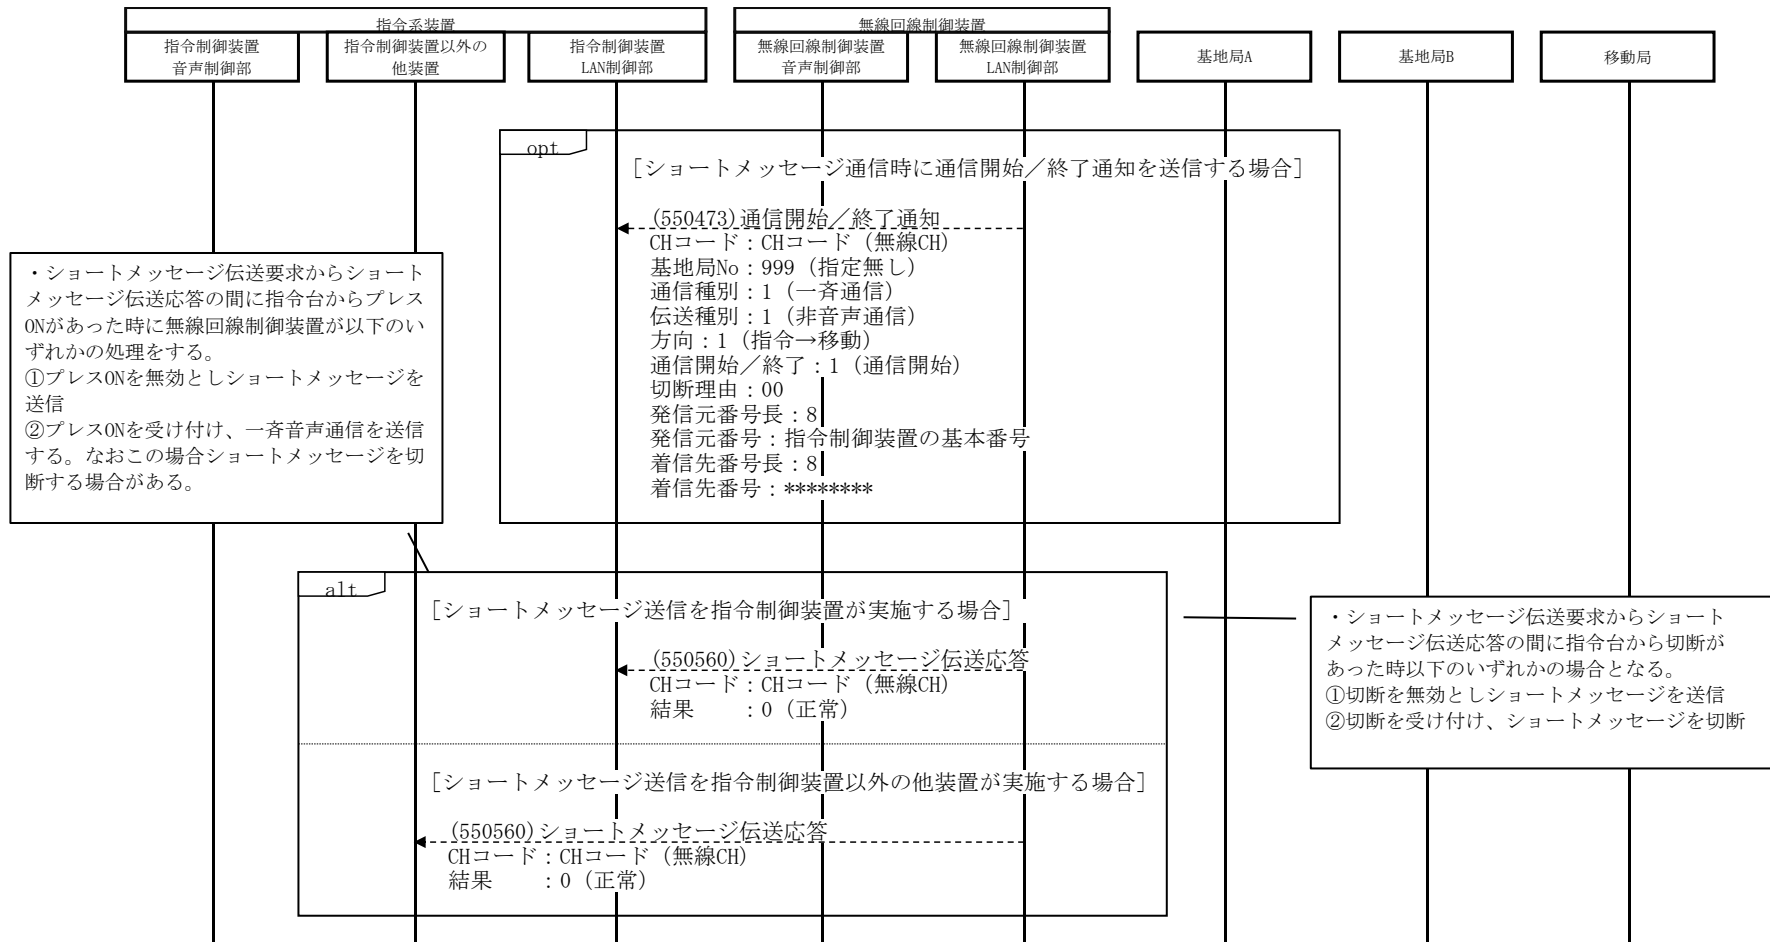 指令系装置
無線回線制御装置
指令制御装置
音声制御部
指令制御装置以外の
他装置
指令制御装置
LAN制御部
無線回線制御装置
音声制御部
無線回線制御装置
LAN制御部
基地局A
基地局B
移動局
opt
[ショートメッセージ通信時に通信開始／終了通知を送信する場合]
(550473)通信開始／終了通知
CHコード：CHコード（無線CH）
基地局No：999（指定無し）
通信種別：1（一斉通信）
伝送種別：1（非音声通信）
方向：1（指令→移動）
通信開始／終了：1（通信開始）
切断理由：00
発信元番号長：8
発信元番号：指令制御装置の基本番号
着信先番号長：8
着信先番号：********
・ショートメッセージ伝送要求からショート
メッセージ伝送応答の間に指令台からプレス
ONがあった時に無線回線制御装置が以下のい
ずれかの処理をする。
①プレスONを無効としショートメッセージを
送信
②プレスONを受け付け、一斉音声通信を送信
する。なおこの場合ショートメッセージを切
断する場合がある。
alt
[ショートメッセージ送信を指令制御装置が実施する場合]
(550560)ショートメッセージ伝送応答
CHコード：CHコード（無線CH）
結果　　：0（正常）
・ショートメッセージ伝送要求からショート
メッセージ伝送応答の間に指令台から切断が
あった時以下のいずれかの場合となる。
①切断を無効としショートメッセージを送信
②切断を受け付け、ショートメッセージを切断
[ショートメッセージ送信を指令制御装置以外の他装置が実施する場合]
(550560)ショートメッセージ伝送応答
CHコード：CHコード（無線CH）
結果　　：0（正常）